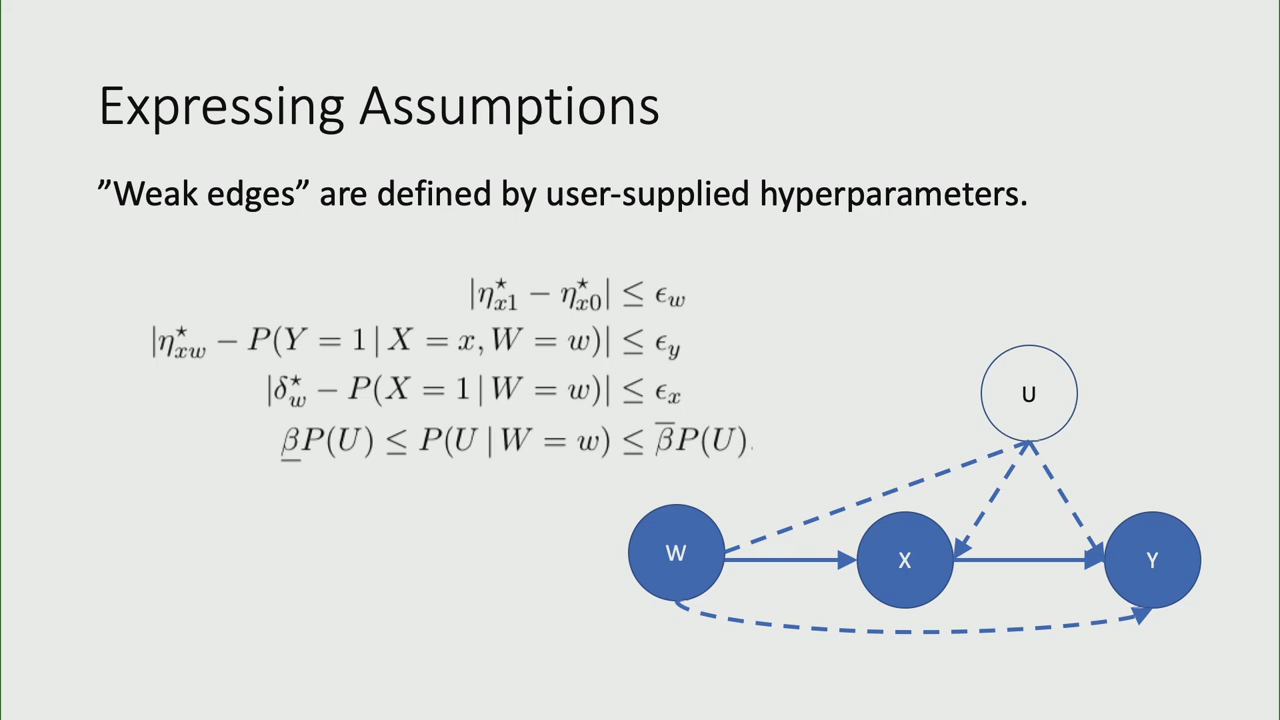 Expressing Assumptions
”Weak edges” are defined by user-supplied hyperparameters.
|η⋆x1 − η⋆x0| ≤ ϵw
|η⋆xw − P(Y = 1 | X = x, W = w)| ≤ ϵy
|δ⋆w − P(X = 1 | W = w)| ≤ ϵx
β̲P(U) ≤ P(U | W = w) ≤ β̅P(U).
U
W
X
Y